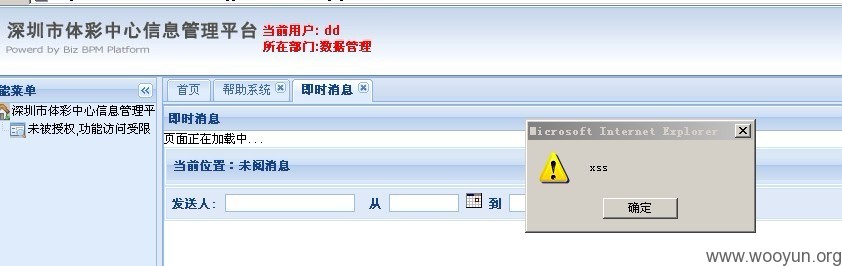 深圳市体彩中心信息管理平台
Powerd by Biz BPM Platform
当前用户: dd
所在部门:数据管理
能菜单
深圳市体彩中心信息管理平
未被授权,功能访问受限
首页 帮助系统 即时消息
即时消息
页面正在加载中...
当前位置：未阅消息
发送人: 从 到
Microsoft Internet Explorer
xss
确定
www.wooyun.org